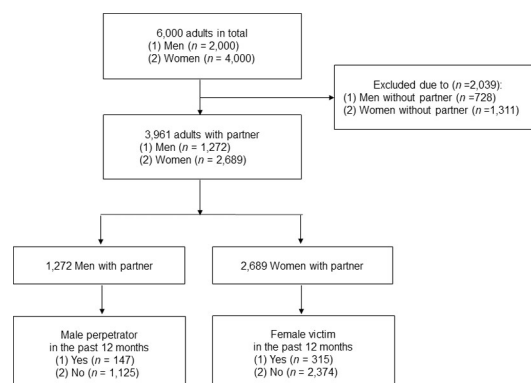 6,000 adults in total
(1) Men (n = 2,000)
(2) Women (n = 4,000)
Excluded due to (n =2,039):
(1) Men without partner (n =728)
(2) Women without partner (n =1,311)
3,961 adults with partner
(1) Men (n = 1,272)
(2) Women (n = 2,689)
1,272 Men with partner
2,689 Women with partner
Male perpetrator
in the past 12 months
(1) Yes (n = 147)
(2) No (n = 1,125)
Female victim
in the past 12 months
(1) Yes (n = 315)
(2) No (n = 2,374)